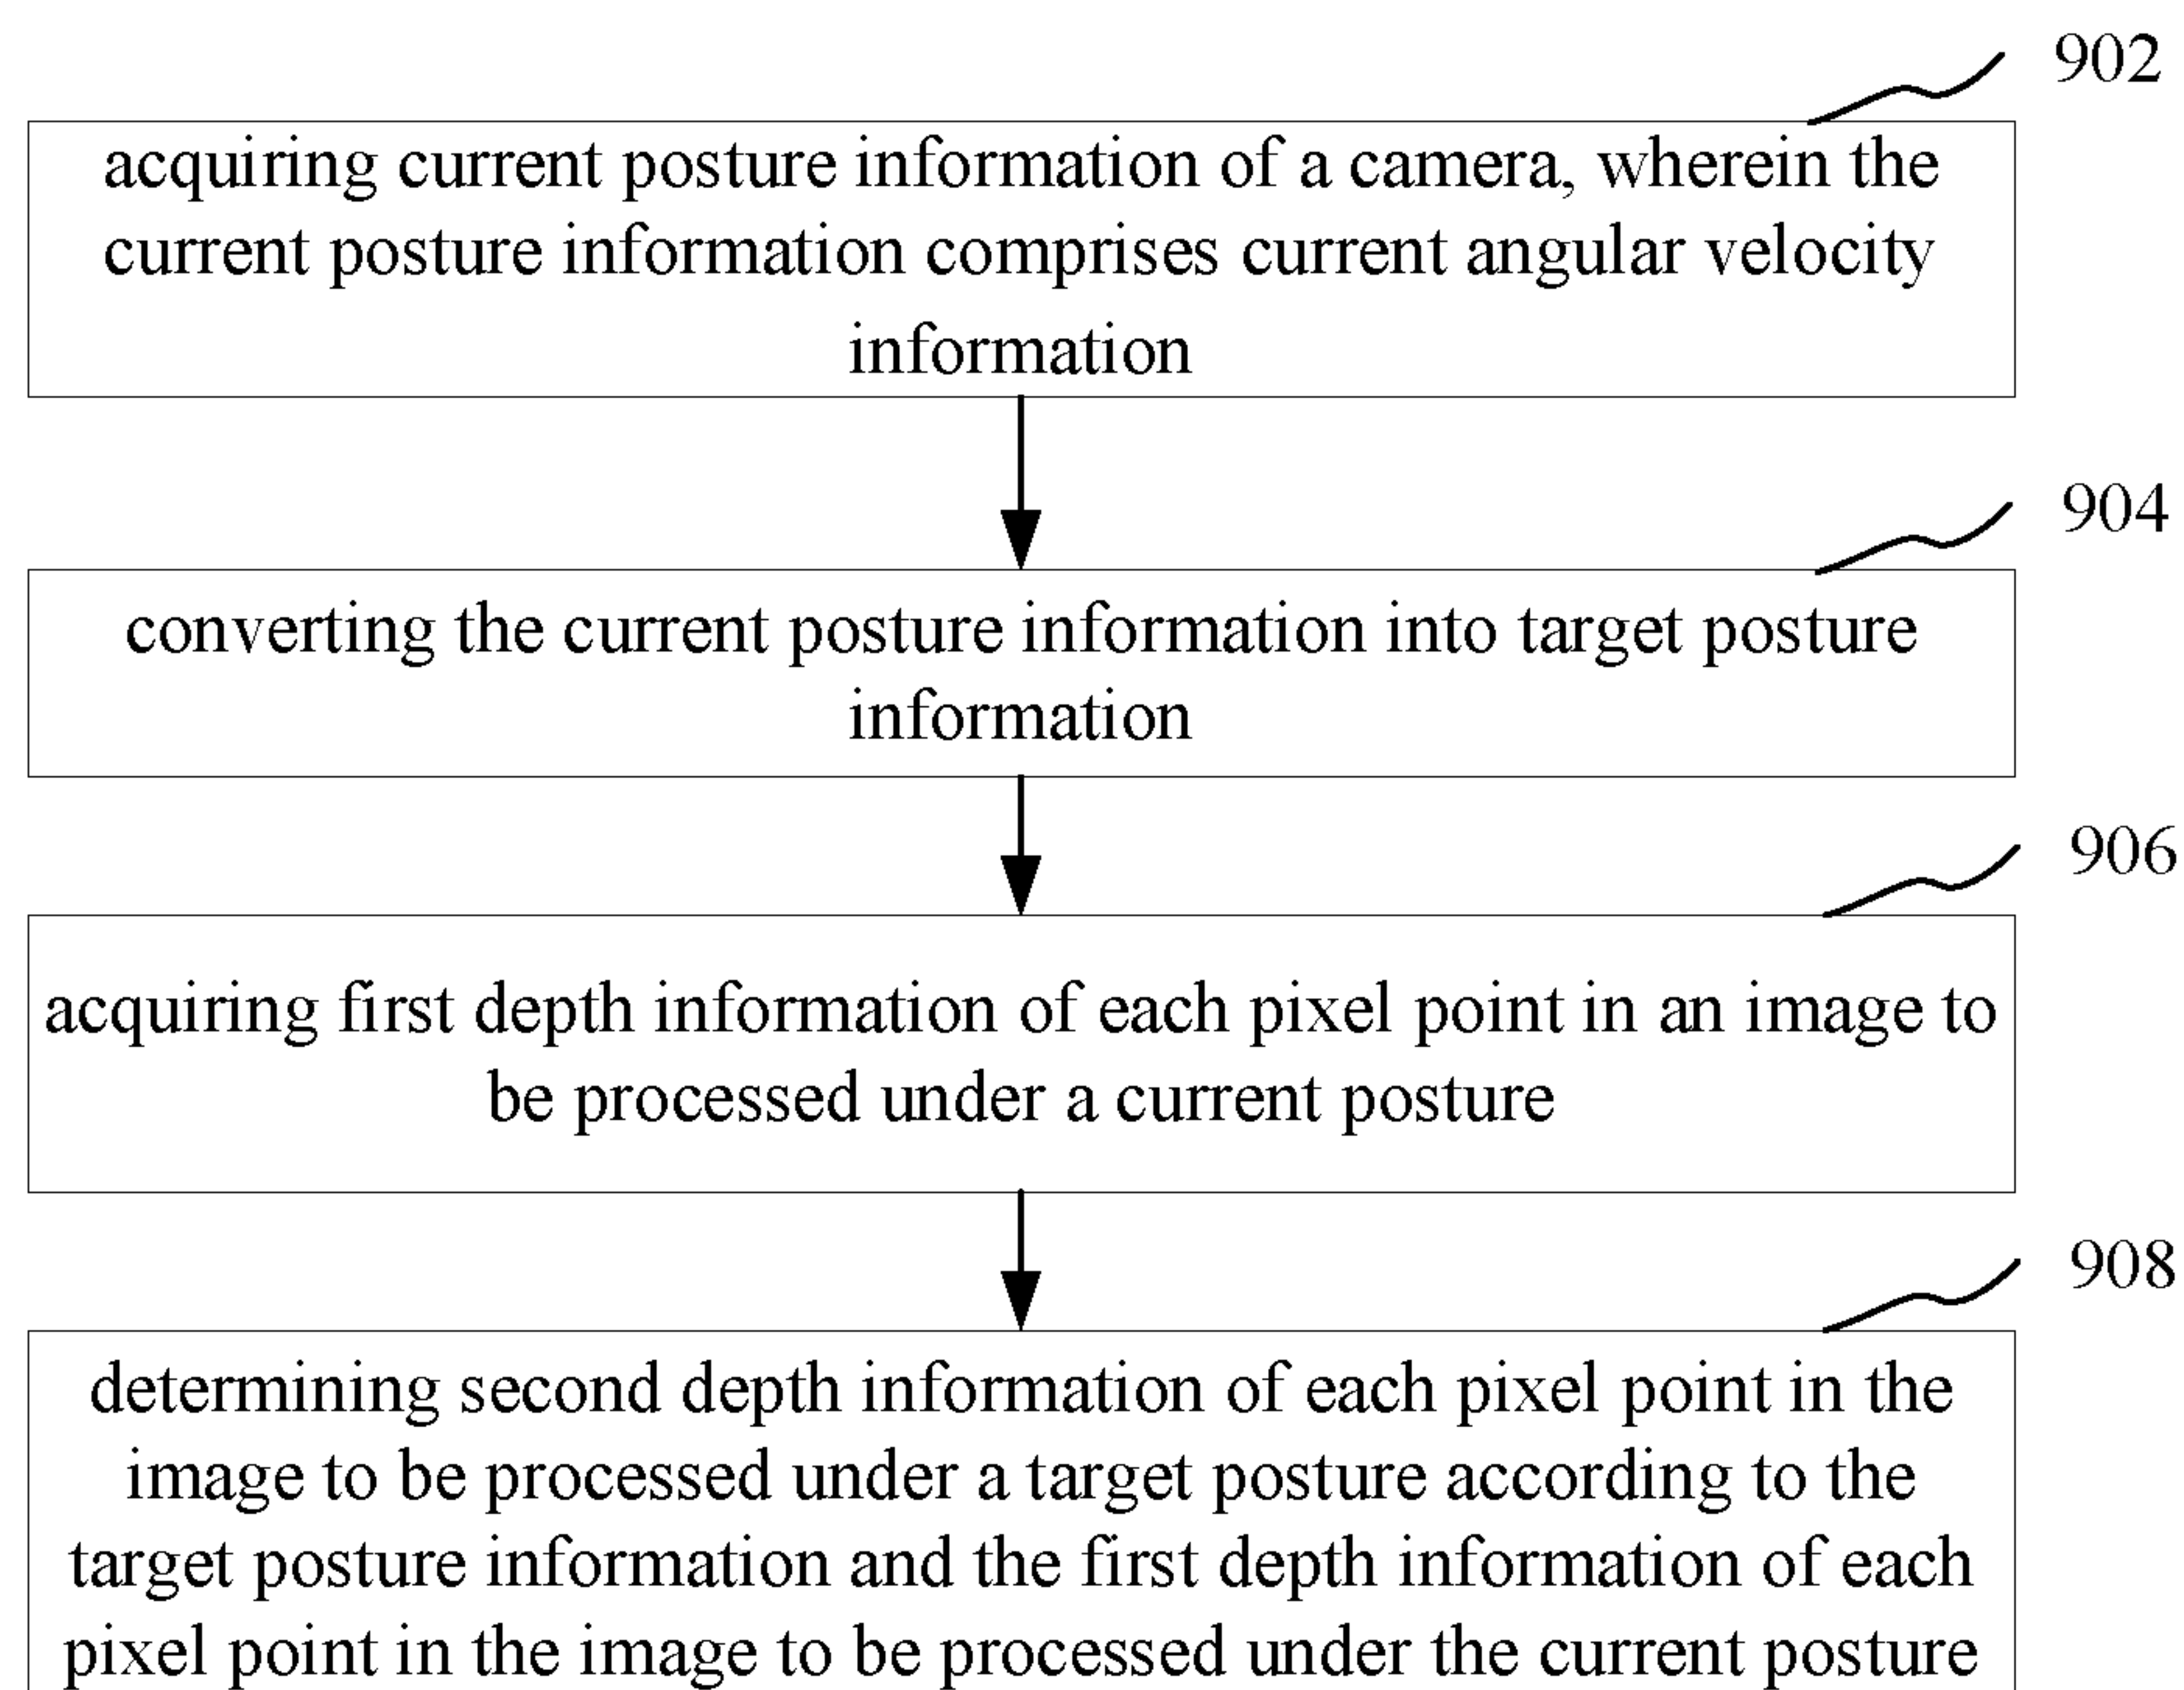 902
acquiring current posture information of a camera, wherein the
current posture information comprises current angular velocity
information
904
converting the current posture information into target posture
information
906
acquiring first depth information of each pixel point in an image to
be processed under a current posture
908
determining second depth information of each pixel point in the
image to be processed under a target posture according to the
target posture information and the first depth information of each
pixel point in the image to be processed under the current posture